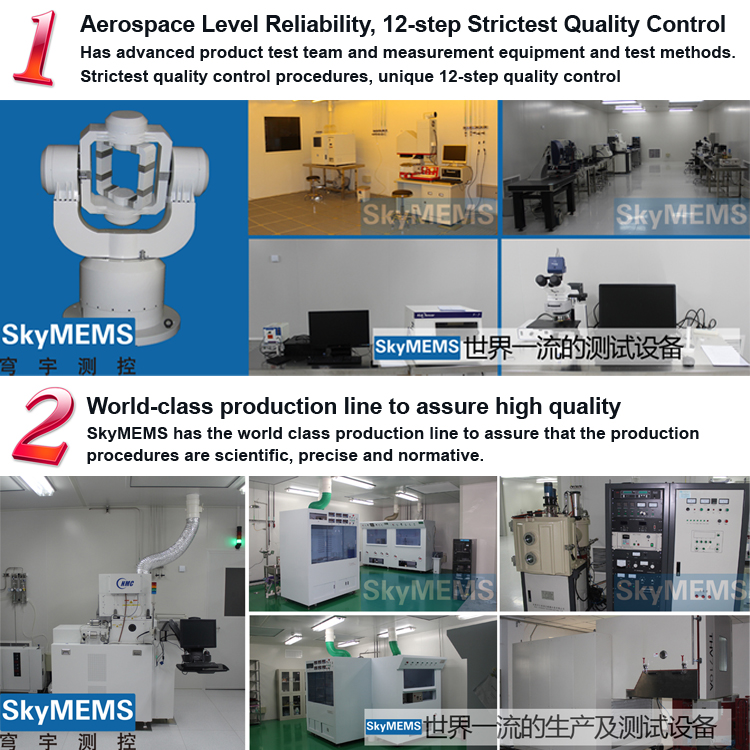 1
Aerospace Level Reliability, 12-step Strictest Quality Control
Has advanced product test team and measurement equipment and test methods.
Strictest quality control procedures, unique 12-step quality control
SkyMEMS
SkyMEMS
SkyMEMS
穹宇测控
SkyMEMS 世界一流的测试设备
2
World-class production line to assure high quality
SkyMEMS has the world class production line to assure that the production
procedures are scientific, precise and normative.
NMC
SkyMEMS
SkyMEMS
SkyMEMS
穹宇测控
SkyMEMS 世界一流的生产及测试设备